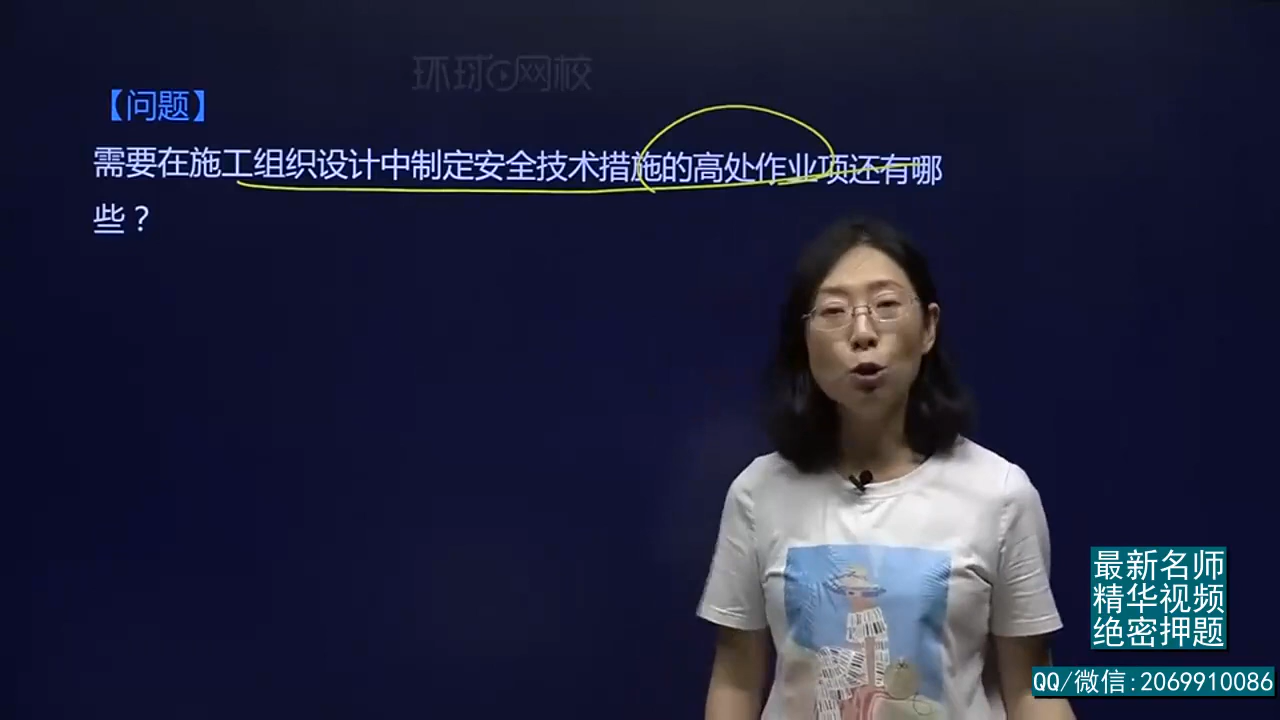 环球网校
【问题】
需要在施工组织设计中制定安全技术措施的高处作业项还有哪
些？
最新名师
精华视频
绝密押题
QQ/微信:2069910086